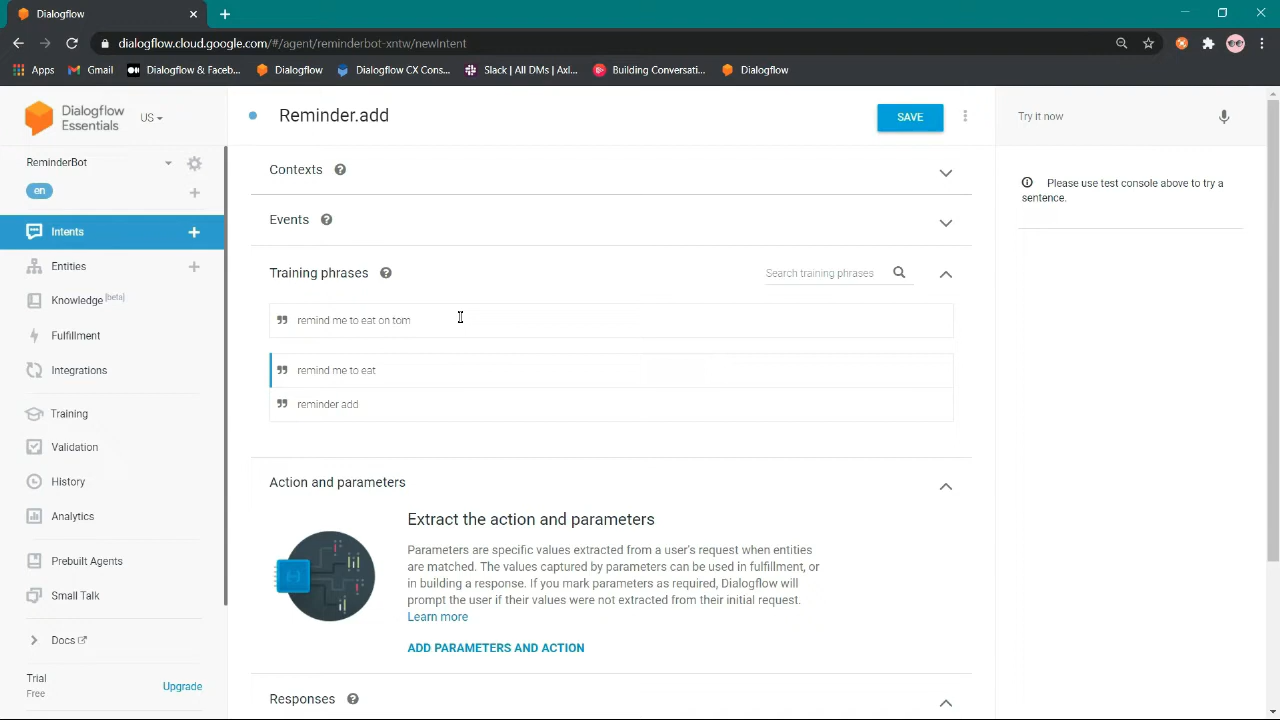 Dialogflow
dialogflow.cloud.google.com/#/agent/reminderbot-xntw/newIntent
Apps
Gmail
Dialogflow & Faceb...
Dialogflow
Dialogflow CX Cons...
Slack | All DMs | Axl...
Building Conversati...
Dialogflow
Dialogflow
Essentials
US
Reminder.add
SAVE
Try it now
ReminderBot
en
Contexts
Please use test console above to try a
sentence.
Events
Intents
Entities
Knowledge [beta]
Fulfillment
Integrations
Training
Validation
History
Analytics
Prebuilt Agents
Small Talk
Docs
Trial
Free
Upgrade
Training phrases
Search training phrases
remind me to eat on tom
remind me to eat
reminder add
Action and parameters
Extract the action and parameters
Parameters are specific values extracted from a user's request when entities
are matched. The values captured by parameters can be used in fulfillment, or
in building a response. If you mark parameters as required, Dialogflow will
prompt the user if their values were not extracted from their initial request.
Learn more
ADD PARAMETERS AND ACTION
Responses